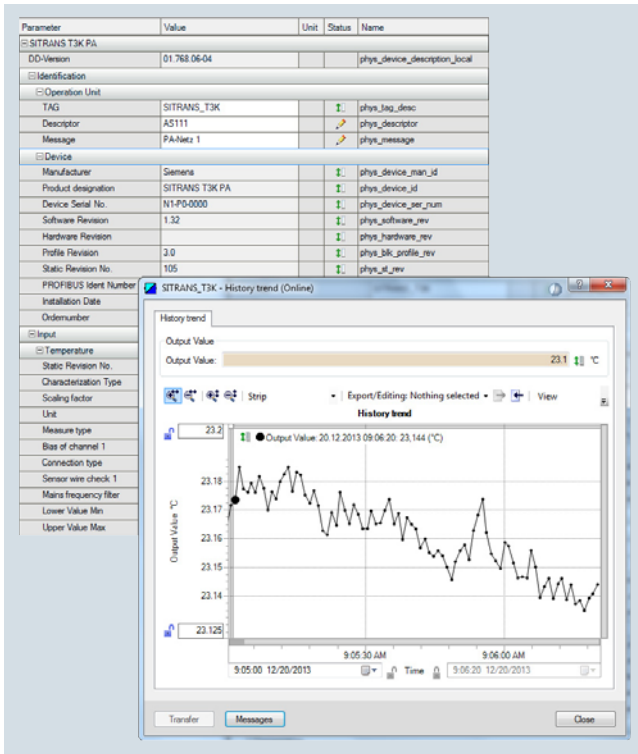 Parameter Value Unit Status Name
SITRANS T3K PA
DD-Version 01.768.06-04 phys_device_description_local
Identification
Operation Unit
TAG SITRANS_T3K phys_tag_desc
Descriptor AS111 phys_descriptor
Message PA-Netz 1 phys_message
Device
Manufacturer Siemens phys_device_man_id
Product designation SITRANS T3K PA phys_device_id
Device Serial No. N1-P0-0000 phys_device_ser_num
Software Revision 1.32 phys_software_rev
Hardware Revision phys_hardware_rev
Profile Revision 3.0 phys_blk_profile_rev
Static Revision No. 105 phys_st_rev
PROFIBUS Ident Number
Installation Date
Ordernumber
Input
Temperature
Static Revision No.
Characterization Type
Scaling factor
Unit
Measure type
Bias of channel 1
Connection type
Sensor wire check 1
Mains frequency filter
Lower Value Min
Upper Value Max
SITRANS_T3K - History trend (Online)
History trend
Output Value
Output Value: 23.1 °C
Strip Export/Editing: Nothing selected View
History trend
23.2
Output Value: 20.12.2013 09:06:20: 23,144 (°C)
23.18
23.17
23.16
23.15
23.14
23.125
Output Value °C
9:05:30 AM 9:06:00 AM
9:05:00 12/20/2013 Time 9:06:20 12/20/2013
Transfer Messages Close